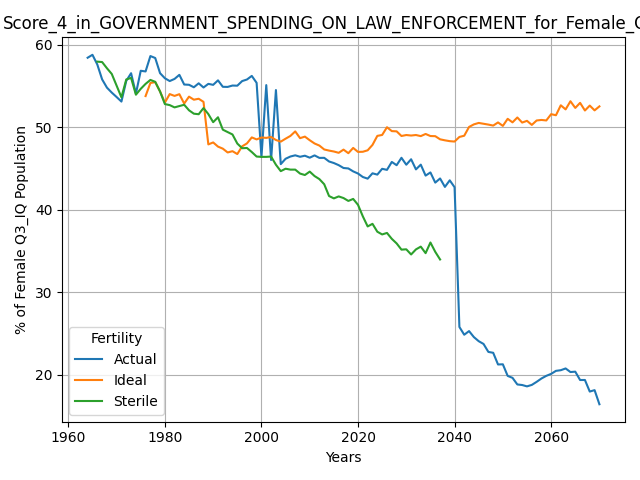 Score_4_in_GOVERNMENT_SPENDING_ON_LAW_ENFORCEMENT_for_Female_
% of Female Q3_IQ Population
60
50
40
30
20
Fertility
Actual
Ideal
Sterile
1960 1980 2000 2020 2040 2060
Years